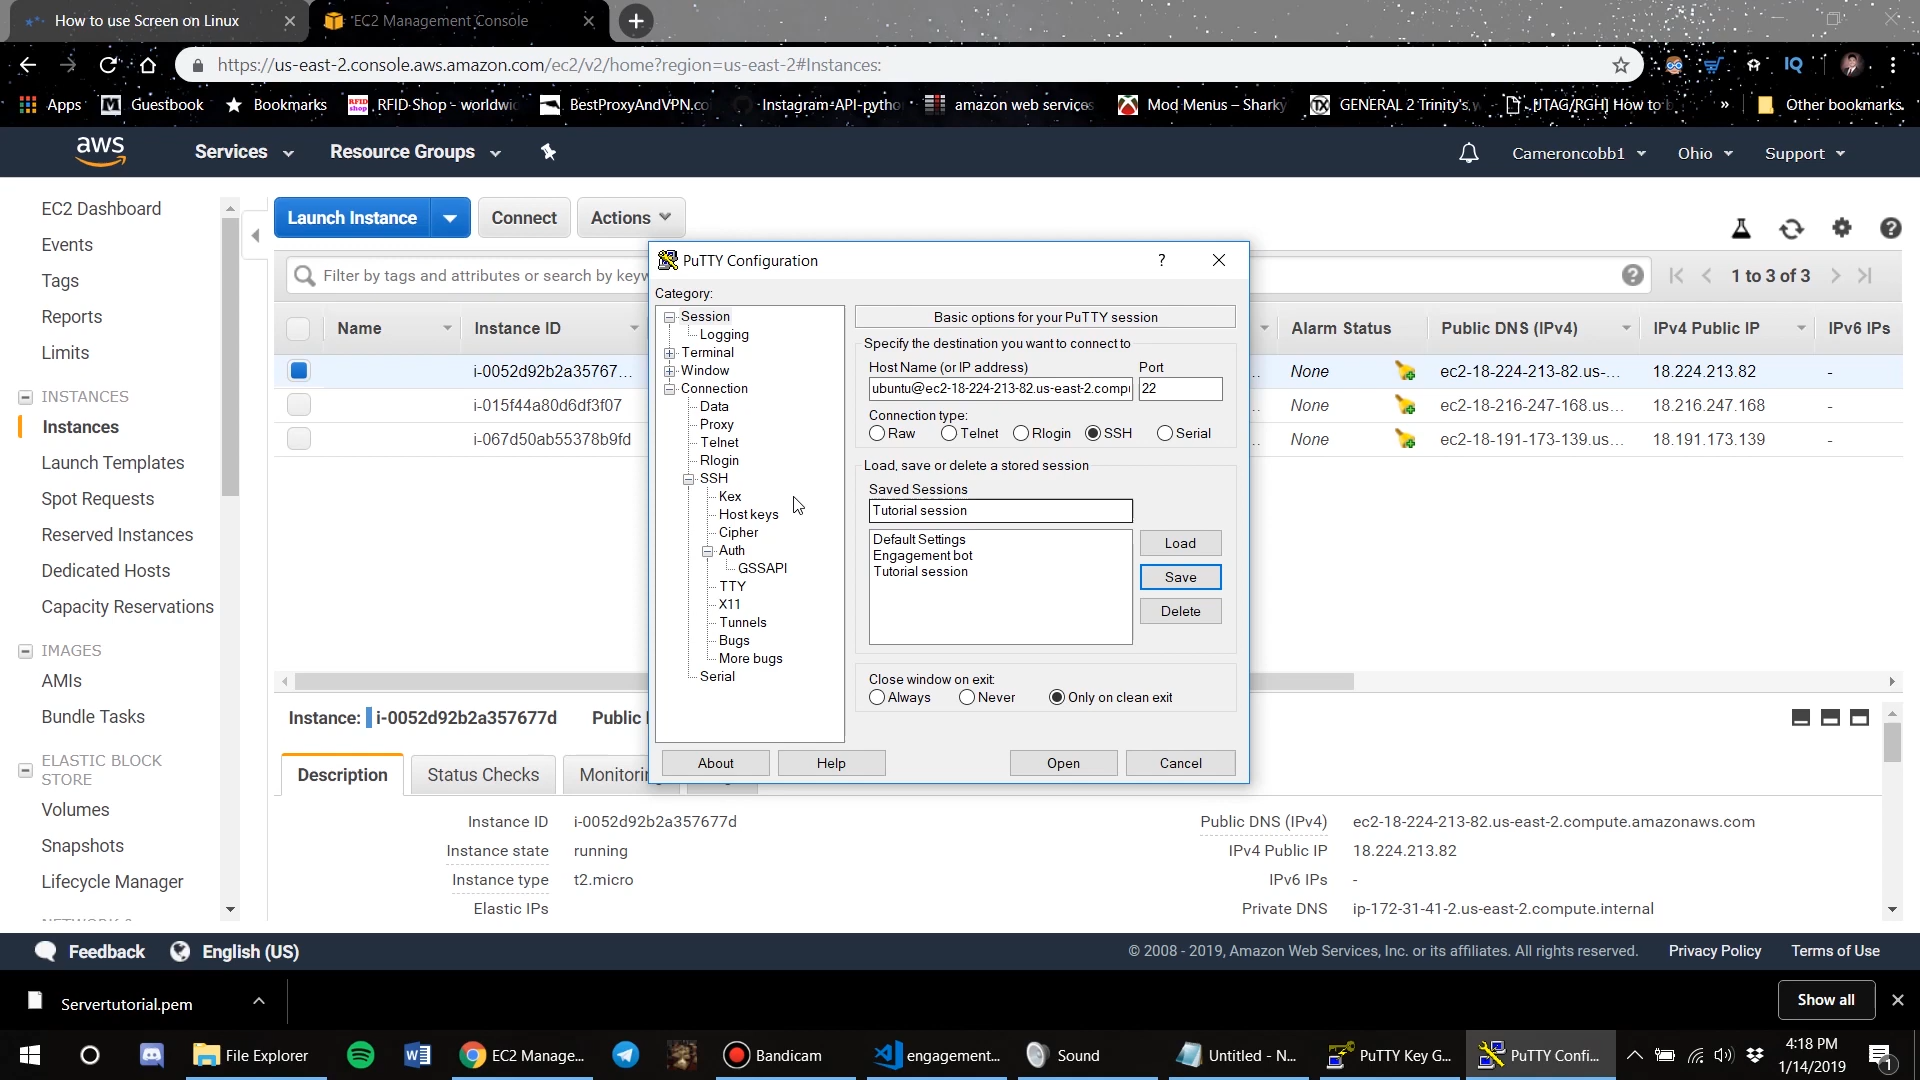 How to use Screen on Linux
EC2 Management Console
https://us-east-2.console.aws.amazon.com/ec2/v2/home?region=us-east-2#Instances:
IQ
Apps
Guestbook
Bookmarks
RFID Shop - worldwi
BestProxyAndVPN.co
Instagram-API-pytho
amazon web services
Mod Menus – Sharky
GENERAL 2 Trinity's
JTAG/RGH] How to
»
Other bookmarks
aws
Services
Resource Groups
Cameroncobb1
Ohio
Support
EC2 Dashboard
Events
Tags
Reports
Limits
INSTANCES
Instances
Launch Templates
Spot Requests
Reserved Instances
Dedicated Hosts
Capacity Reservations
IMAGES
AMIs
Bundle Tasks
ELASTIC BLOCK
STORE
Volumes
Snapshots
Lifecycle Manager
Launch Instance
Connect
Actions
Filter by tags and attributes or search by keyw
1 to 3 of 3
Name
Instance ID
Alarm Status
Public DNS (IPv4)
IPv4 Public IP
IPv6 IPs
i-0052d92b2a35767...
None
ec2-18-224-213-82.us-...
18.224.213.82
-
i-015f44a80d6df3f07
None
ec2-18-216-247-168.us...
18.216.247.168
-
i-067d50ab55378b9fd
None
ec2-18-191-173-139.us...
18.191.173.139
-
PuTTY Configuration
?
Category:
Session
Logging
Terminal
Window
Connection
Data
Proxy
Telnet
Rlogin
SSH
Kex
Host keys
Cipher
Auth
GSSAPI
TTY
X11
Tunnels
Bugs
More bugs
Serial
Basic options for your PuTTY session
Specify the destination you want to connect to
Host Name (or IP address)
Port
ubuntu@ec2-18-224-213-82.us-east-2.compu
22
Connection type:
Raw
Telnet
Rlogin
SSH
Serial
Load, save or delete a stored session
Saved Sessions
Tutorial session
Default Settings
Engagement bot
Tutorial session
Load
Save
Delete
Close window on exit:
Always
Never
Only on clean exit
About
Help
Open
Cancel
Instance:
i-0052d92b2a357677d
Public
Description
Status Checks
Monitorin
Instance ID
i-0052d92b2a357677d
Instance state
running
Instance type
t2.micro
Elastic IPs
Public DNS (IPv4)
ec2-18-224-213-82.us-east-2.compute.amazonaws.com
IPv4 Public IP
18.224.213.82
IPv6 IPs
-
Private DNS
ip-172-31-41-2.us-east-2.compute.internal
Feedback
English (US)
© 2008 - 2019, Amazon Web Services, Inc. or its affiliates. All rights reserved.
Privacy Policy
Terms of Use
Servertutorial.pem
Show all
File Explorer
EC2 Manage...
Bandicam
engagement...
Sound
Untitled - N...
PuTTY Key G...
PuTTY Confi...
4:18 PM
1/14/2019
1